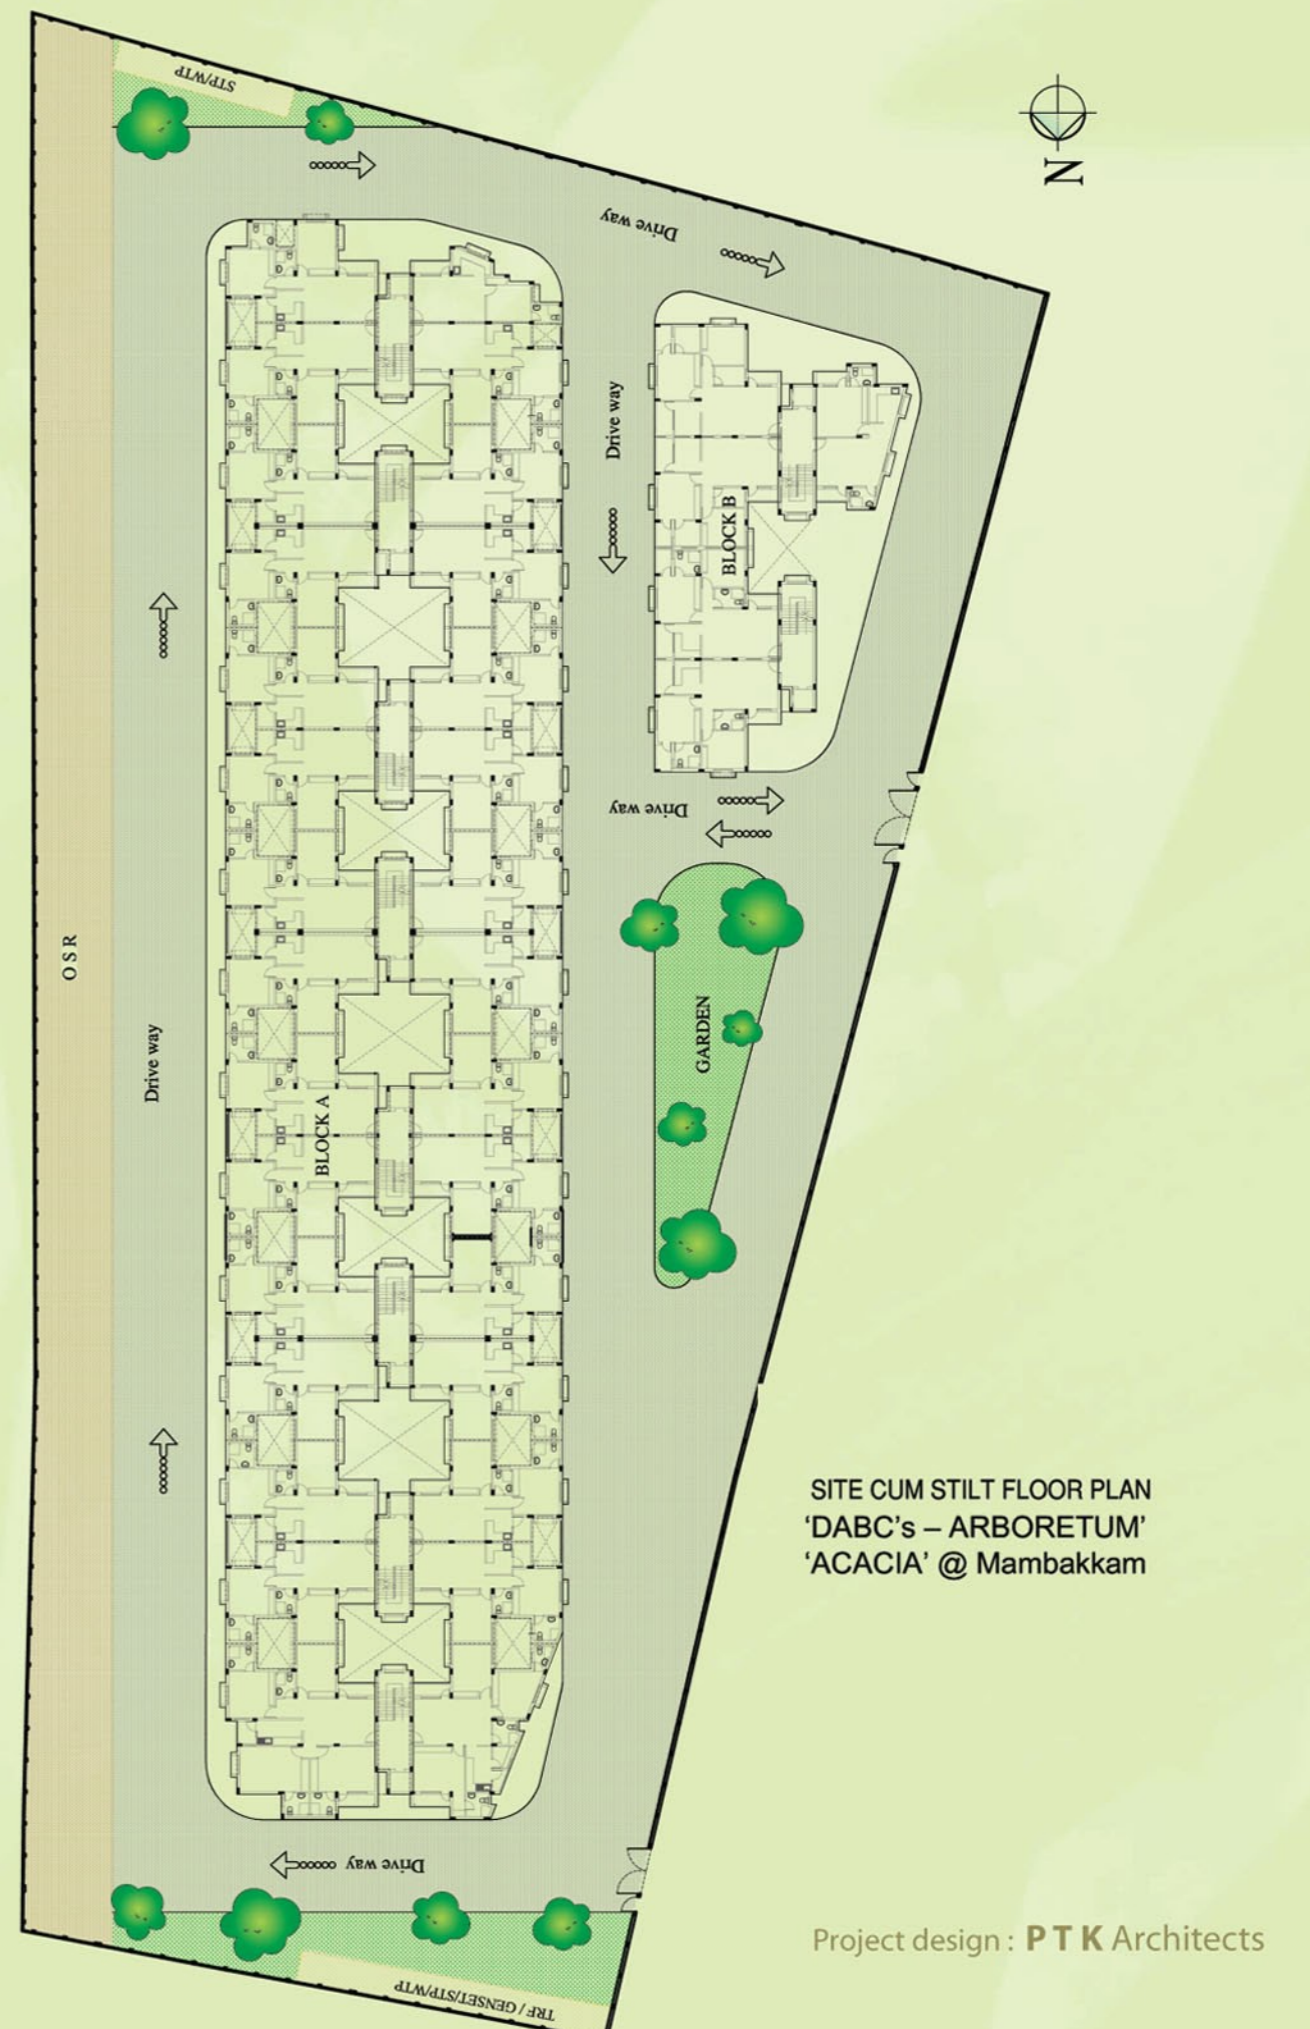 STP/WTP
N
Drive way
Drive way
BLOCK B
Drive way
OSR
GARDEN
Drive way
BLOCK A
SITE CUM STILT FLOOR PLAN
‘DABC’s – ARBORETUM’
‘ACACIA’ @ Mambakkam
Drive way
Project design : PTK Architects
TRF / GENSET/STP/WTP